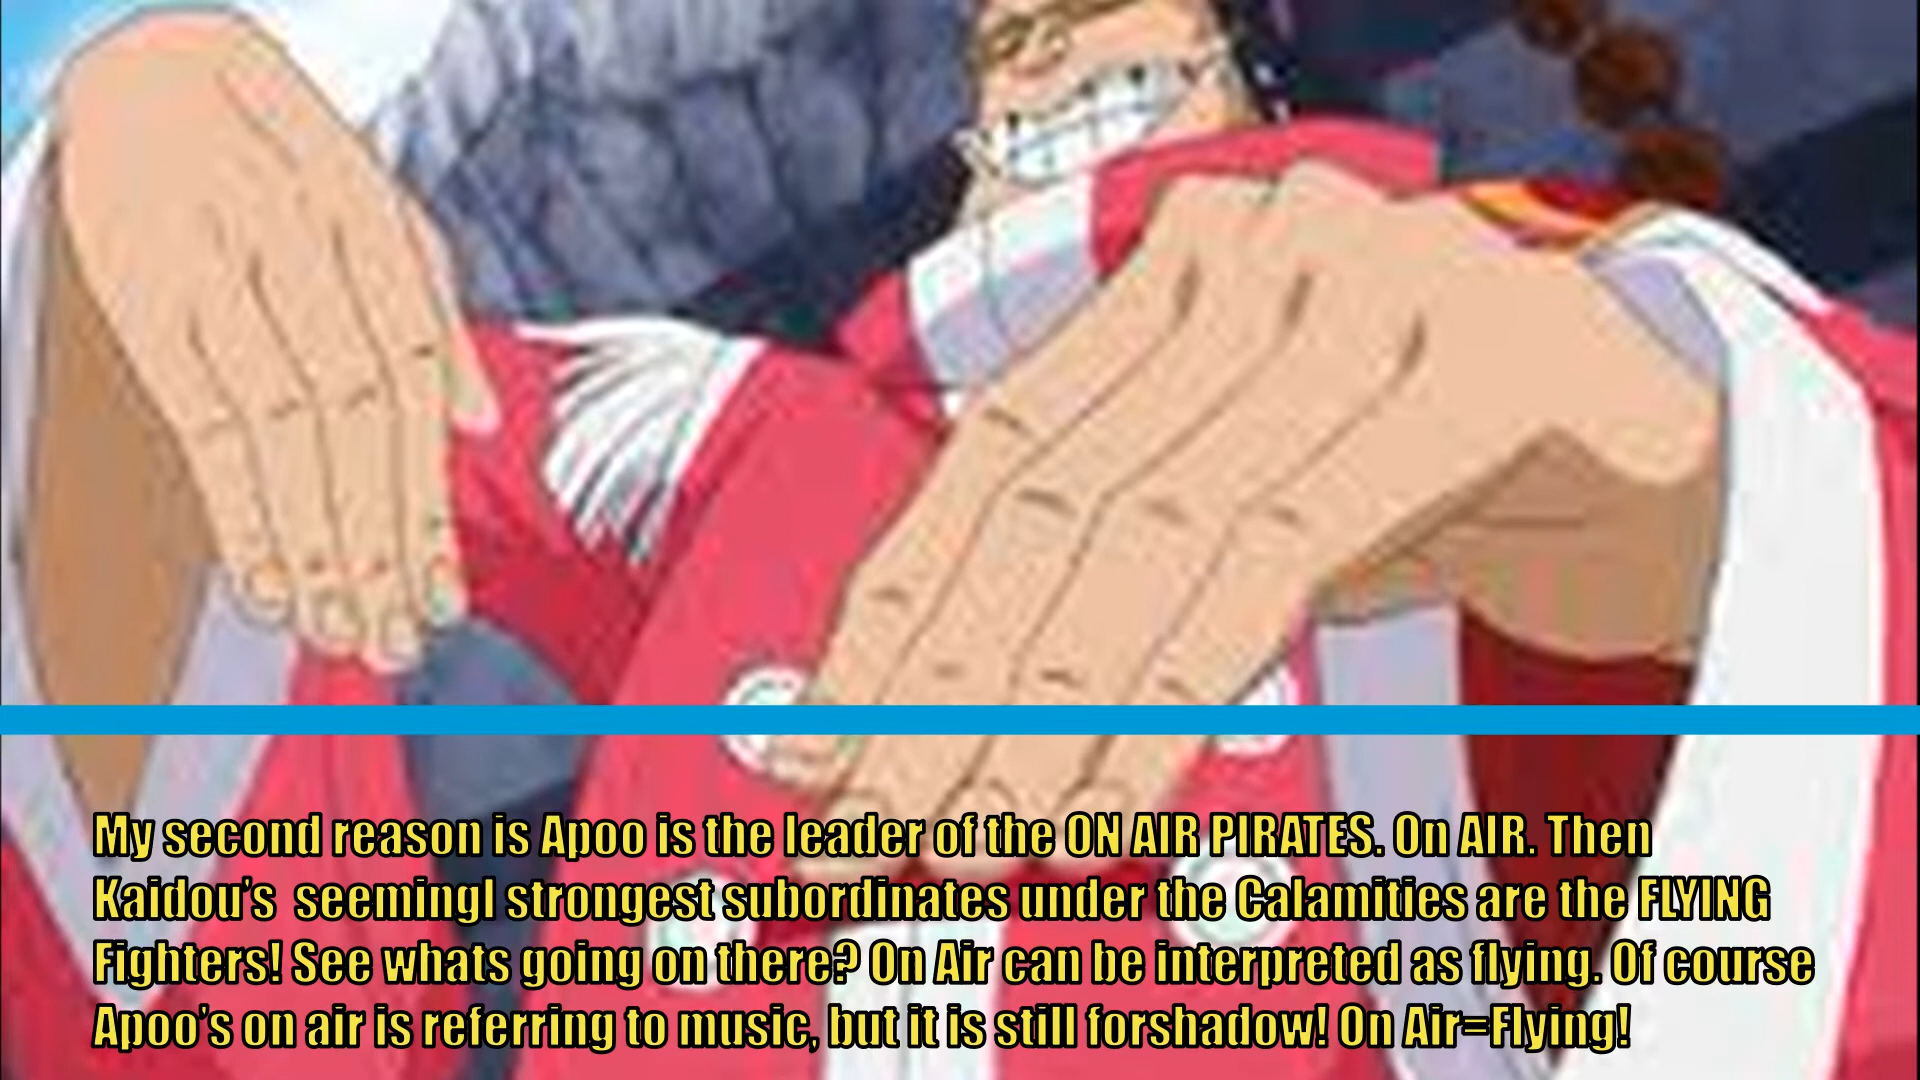 My second reason is Apoo is the leader of the ON AIR PIRATES. On AIR. Then
Kaidou's seemingl strongest subordinates under the Calamities are the FLYING
Fighters! See whats going on there? On Air can be interpreted as flying. Of course
Apoo's on air is referring to music, but it is still forshadow! On Air=Flying!